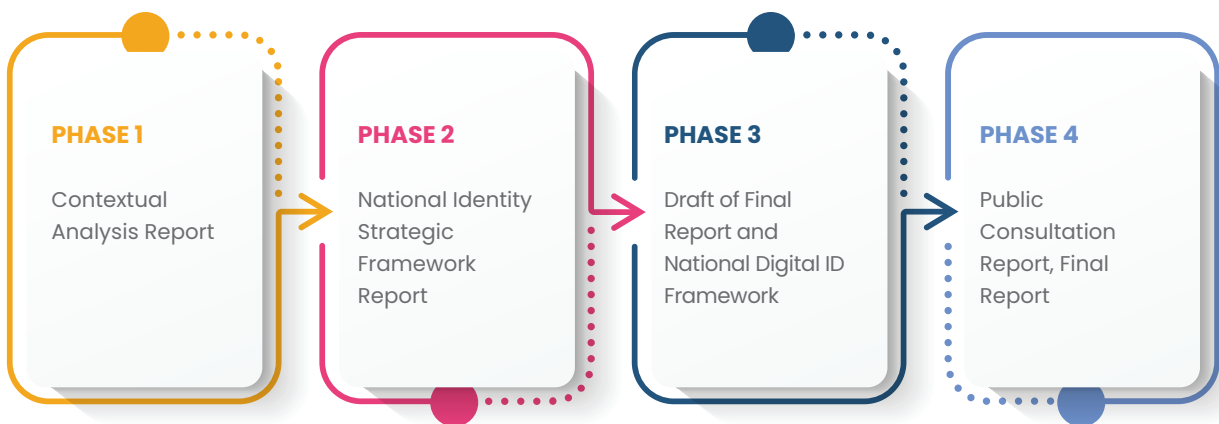 PHASE 1
Contextual
Analysis Report
PHASE 2
National Identity
Strategic
Framework
Report
PHASE 3
Draft of Final
Report and
National Digital ID
Framework
PHASE 4
Public
Consultation
Report, Final
Report